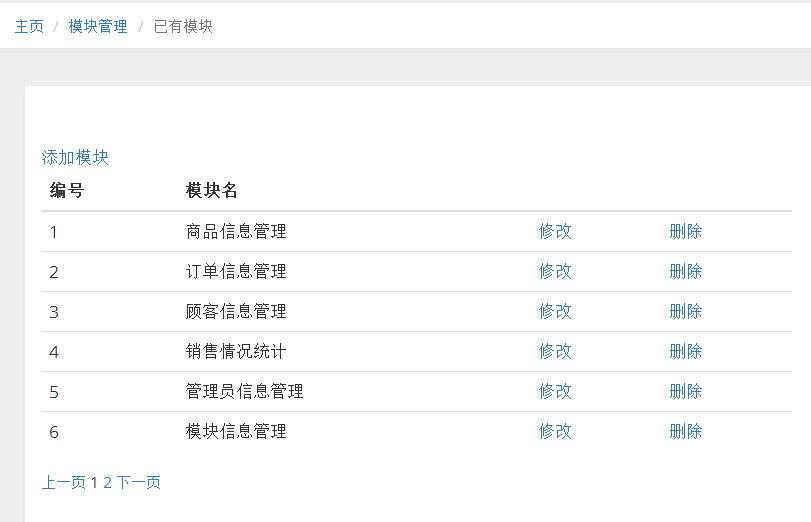 主页 / 模块管理 / 已有模块
添加模块
编号 模块名
1 商品信息管理 修改 删除
2 订单信息管理 修改 删除
3 顾客信息管理 修改 删除
4 销售情况统计 修改 删除
5 管理员信息管理 修改 删除
6 模块信息管理 修改 删除
上一页 1 2 下一页